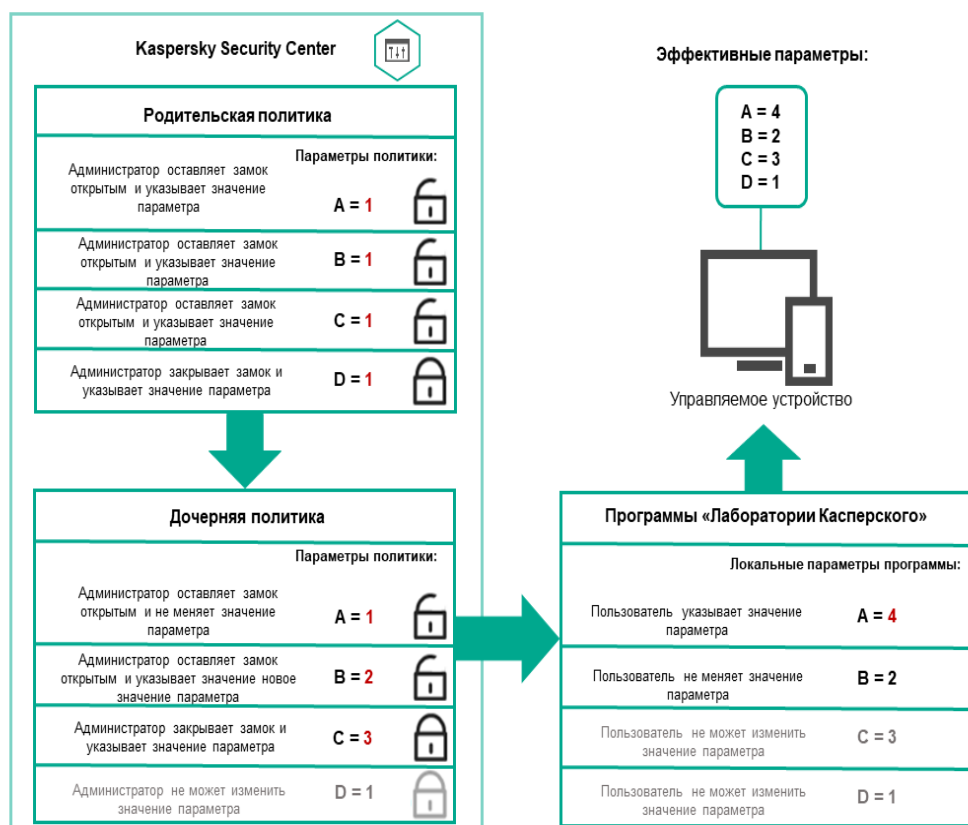 Kaspersky Security Center
Родительская политика
Параметры политики:
Администратор оставляет замок
открытым и указывает значение
параметра
A = 1
Администратор оставляет замок
открытым и указывает значение
параметра
B = 1
Администратор оставляет замок
открытым и указывает значение
параметра
C = 1
Администратор закрывает замок и
указывает значение параметра
D = 1
Дочерняя политика
Параметры политики:
Администратор оставляет замок
открытым и не меняет значение
параметра
A = 1
Администратор оставляет замок
открытым и указывает значение новое
значение параметра
B = 2
Администратор закрывает замок и
указывает значение параметра
C = 3
Администратор не может изменить
значение параметра
D = 1
Эффективные параметры:
A = 4
B = 2
C = 3
D = 1
Управляемое устройство
Программы «Лаборатории Касперского»
Локальные параметры программы:
Пользователь указывает значение
параметра
A = 4
Пользователь не меняет значение
параметра
B = 2
Пользователь не может изменить
значение параметра
C = 3
Пользователь не может изменить
значение параметра
D = 1